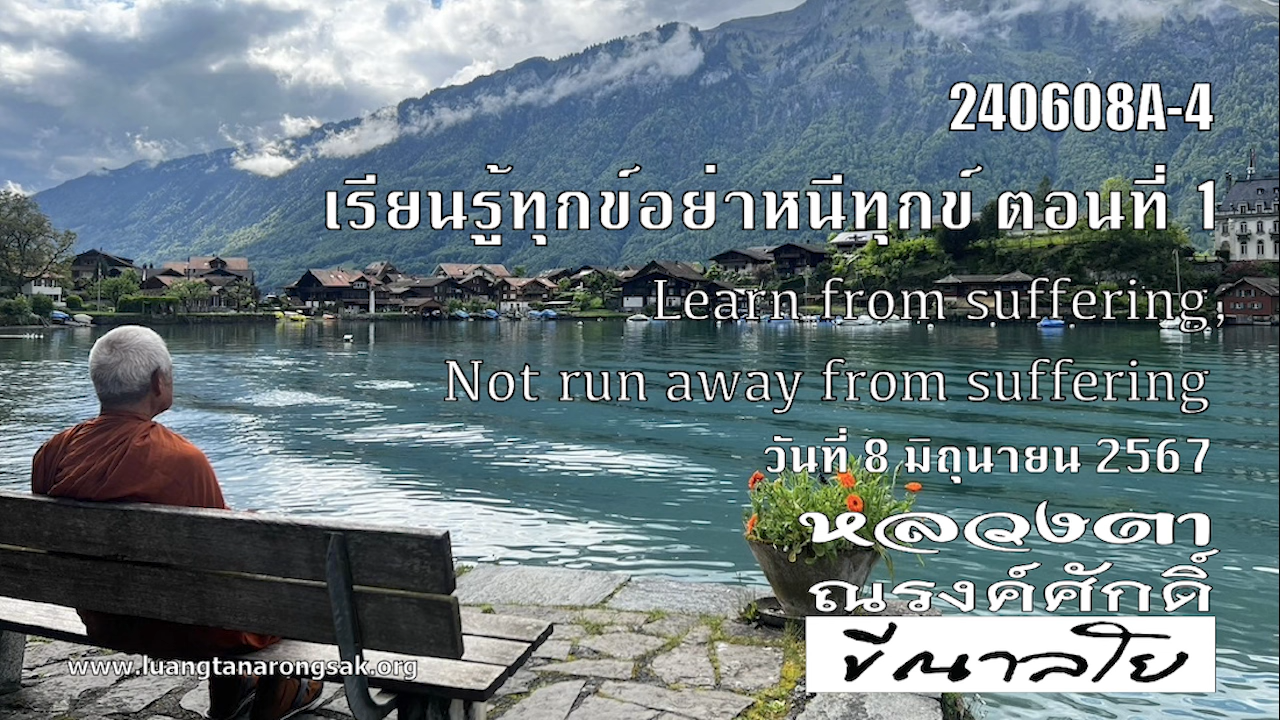 240608A-4
เรียนรู้ทุกข์อย่าหนีทุกข์ ตอนที่ 1
Learn from suffering,
Not run away from suffering
วันที่ 8 มิถุนายน 2567
หลวงตา
ณรงค์ศักดิ์
ขีณาลโย
www.luangtanarongsak.org